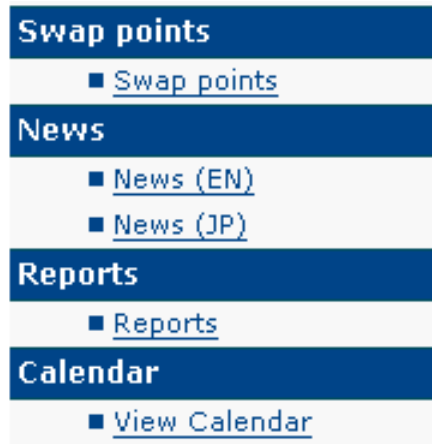 Swap points
Swap points
News
News (EN)
News (JP)
Reports
Reports
Calendar
View Calendar